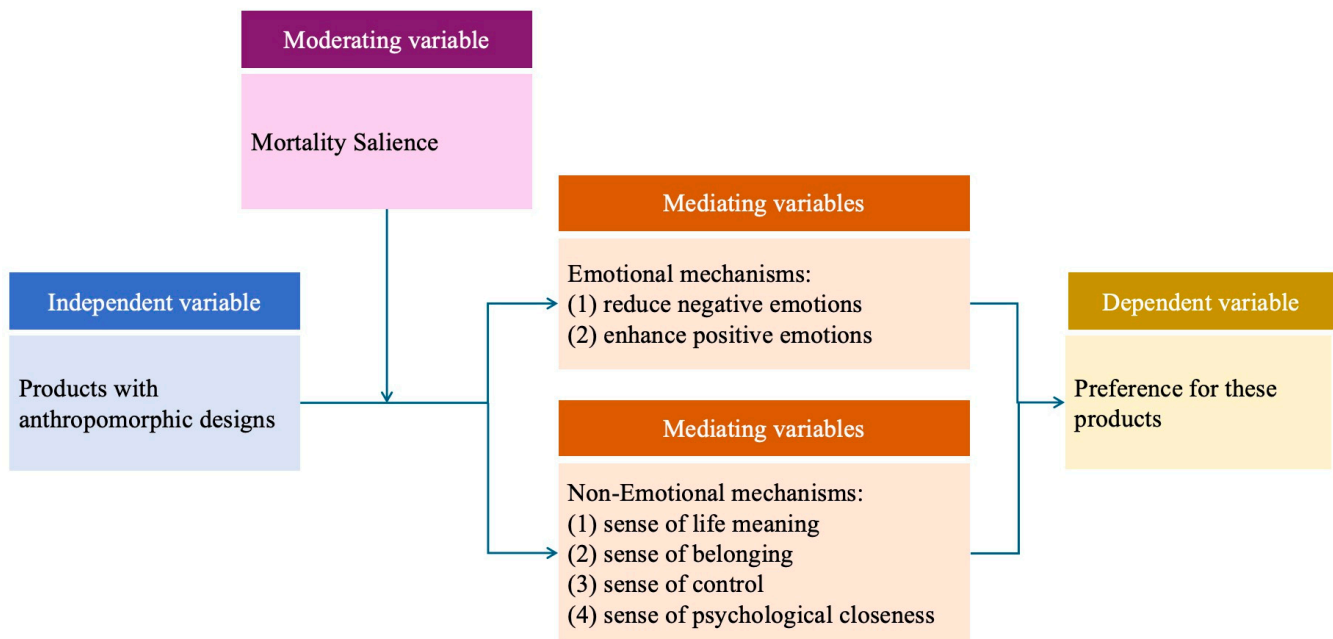 Moderating variable
Mortality Salience
Mediating variables
Emotional mechanisms:
(1) reduce negative emotions
(2) enhance positive emotions
Independent variable
Products with
anthropomorphic designs
Dependent variable
Preference for these
products
Mediating variables
Non-Emotional mechanisms:
(1) sense of life meaning
(2) sense of belonging
(3) sense of control
(4) sense of psychological closeness